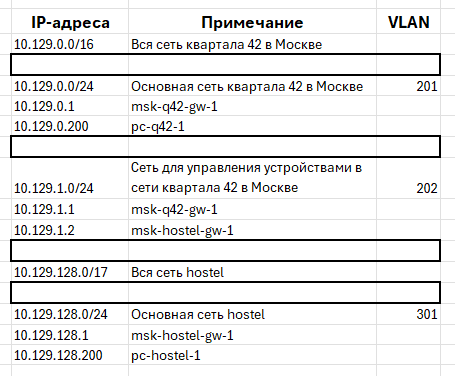 IP-адреса Примечание VLAN
10.129.0.0/16 Вся сеть квартала 42 в Москве
10.129.0.0/24 Основная сеть квартала 42 в Москве 201
10.129.0.1 msk-q42-gw-1
10.129.0.200 pc-q42-1
Сеть для управления устройствами в
10.129.1.0/24 сети квартала 42 в Москве 202
10.129.1.1 msk-q42-gw-1
10.129.1.2 msk-hostel-gw-1
10.129.128.0/17 Вся сеть hostel
10.129.128.0/24 Основная сеть hostel 301
10.129.128.1 msk-hostel-gw-1
10.129.128.200 pc-hostel-1